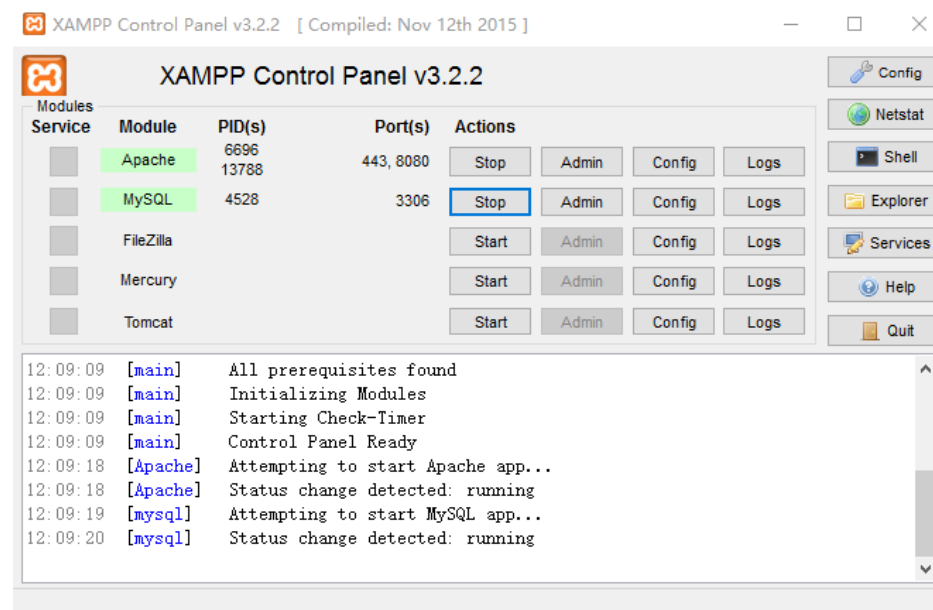 XAMPP Control Panel v3.2.2 [ Compiled: Nov 12th 2015 ]
XAMPP Control Panel v3.2.2
Config
Modules
Service Module PID(s) Port(s) Actions
Netstat
Apache 6696 13788 443, 8080 Stop Admin Config Logs
Shell
MySQL 4528 3306 Stop Admin Config Logs
Explorer
FileZilla Start Admin Config Logs
Services
Mercury Start Admin Config Logs
Help
Tomcat Start Admin Config Logs
Quit
12:09:09 [main] All prerequisites found
12:09:09 [main] Initializing Modules
12:09:09 [main] Starting Check-Timer
12:09:09 [main] Control Panel Ready
12:09:18 [Apache] Attempting to start Apache app...
12:09:18 [Apache] Status change detected: running
12:09:19 [mysql] Attempting to start MySQL app...
12:09:20 [mysql] Status change detected: running